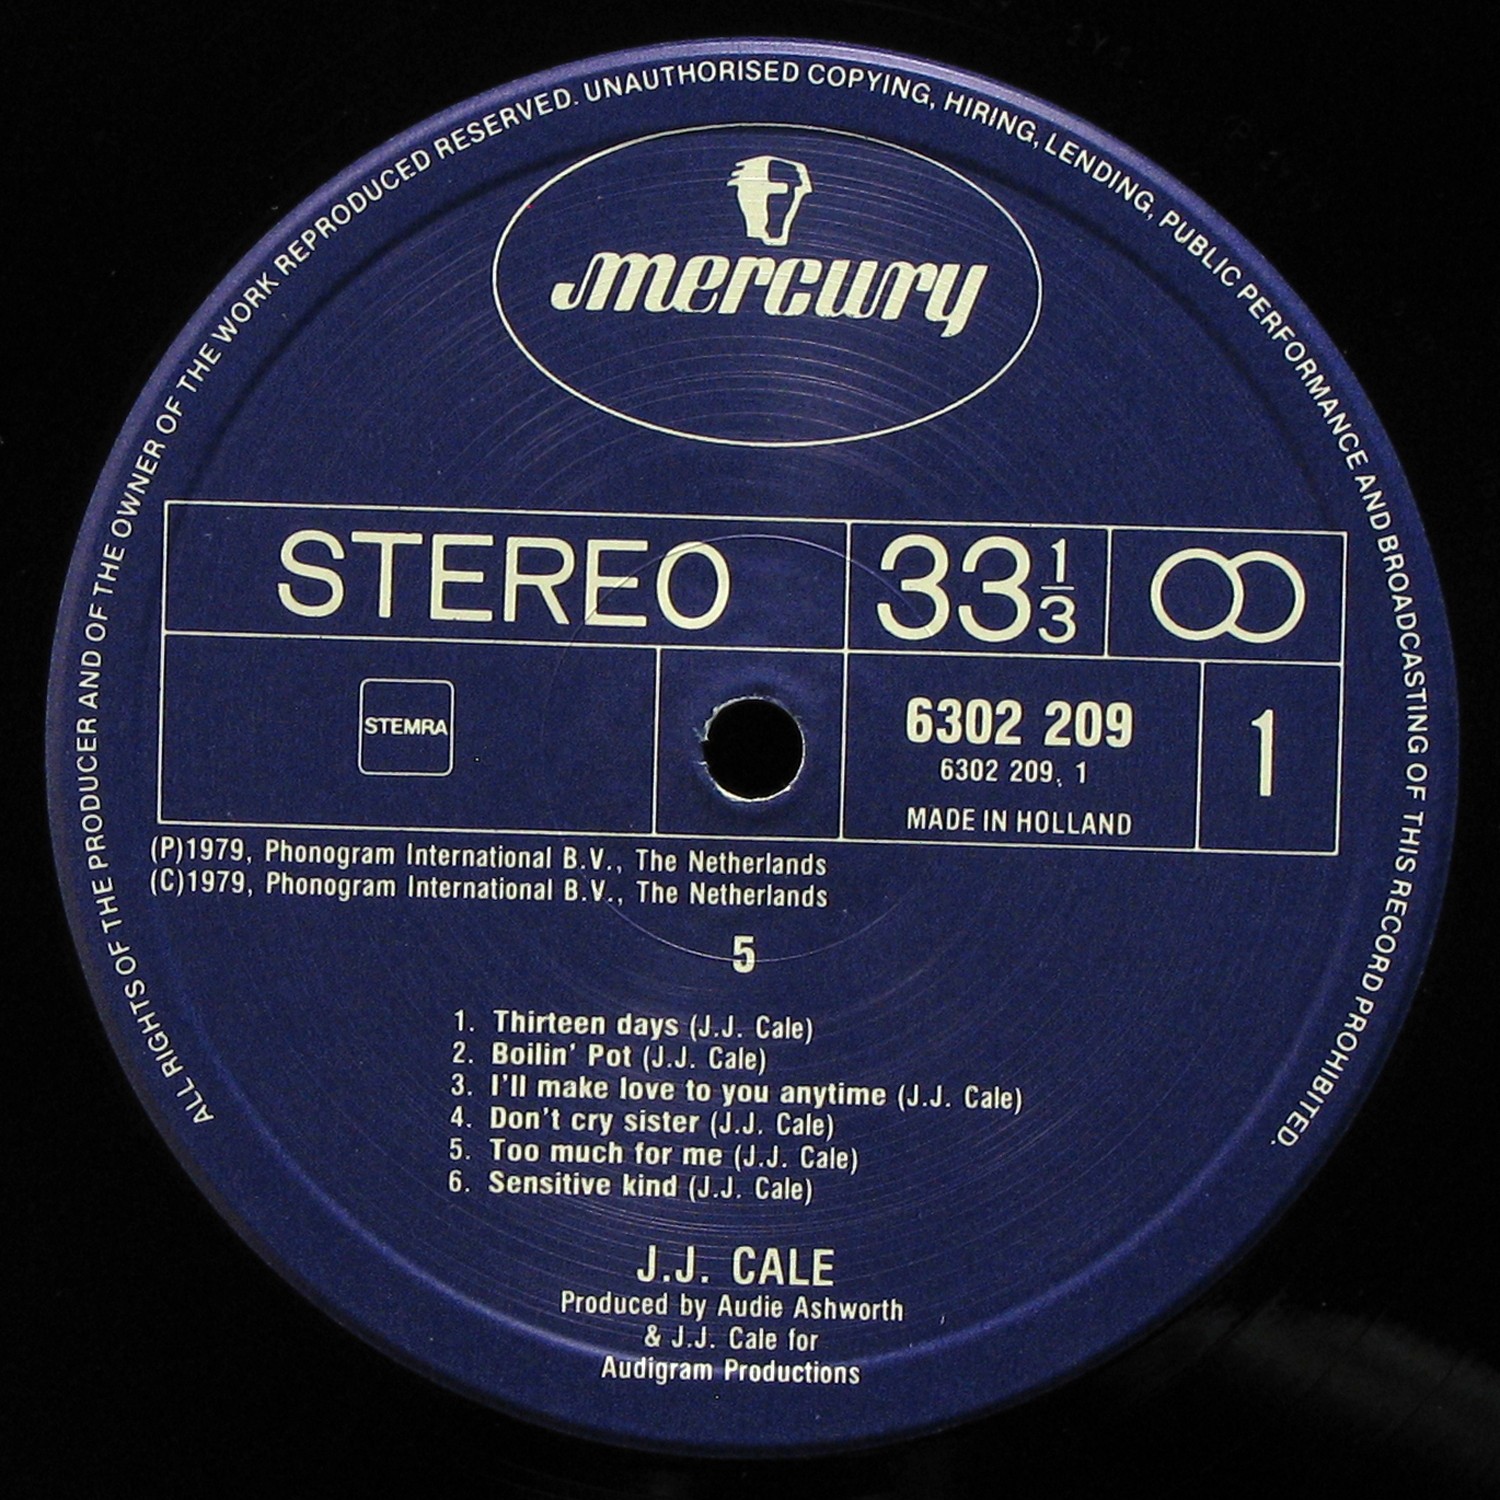 ALL RIGHTS OF THE PRODUCER AND OF THE OWNER OF THE WORK REPRODUCED RESERVED. UNAUTHORISED COPYING, HIRING, LENDING, PUBLIC PERFORMANCE AND BROADCASTING OF THIS RECORD PROHIBITED.
mercury
STEREO
33 1/3
STEMRA
6302 209
6302 209. 1
MADE IN HOLLAND
1
(P)1979, Phonogram International B.V., The Netherlands
(C)1979, Phonogram International B.V., The Netherlands
5
1. Thirteen days (J.J. Cale)
2. Boilin' Pot (J.J. Cale)
3. I'll make love to you anytime (J.J. Cale)
4. Don't cry sister (J.J. Cale)
5. Too much for me (J.J. Cale)
6. Sensitive kind (J.J. Cale)
J.J. CALE
Produced by Audie Ashworth
& J.J. Cale for
Audigram Productions